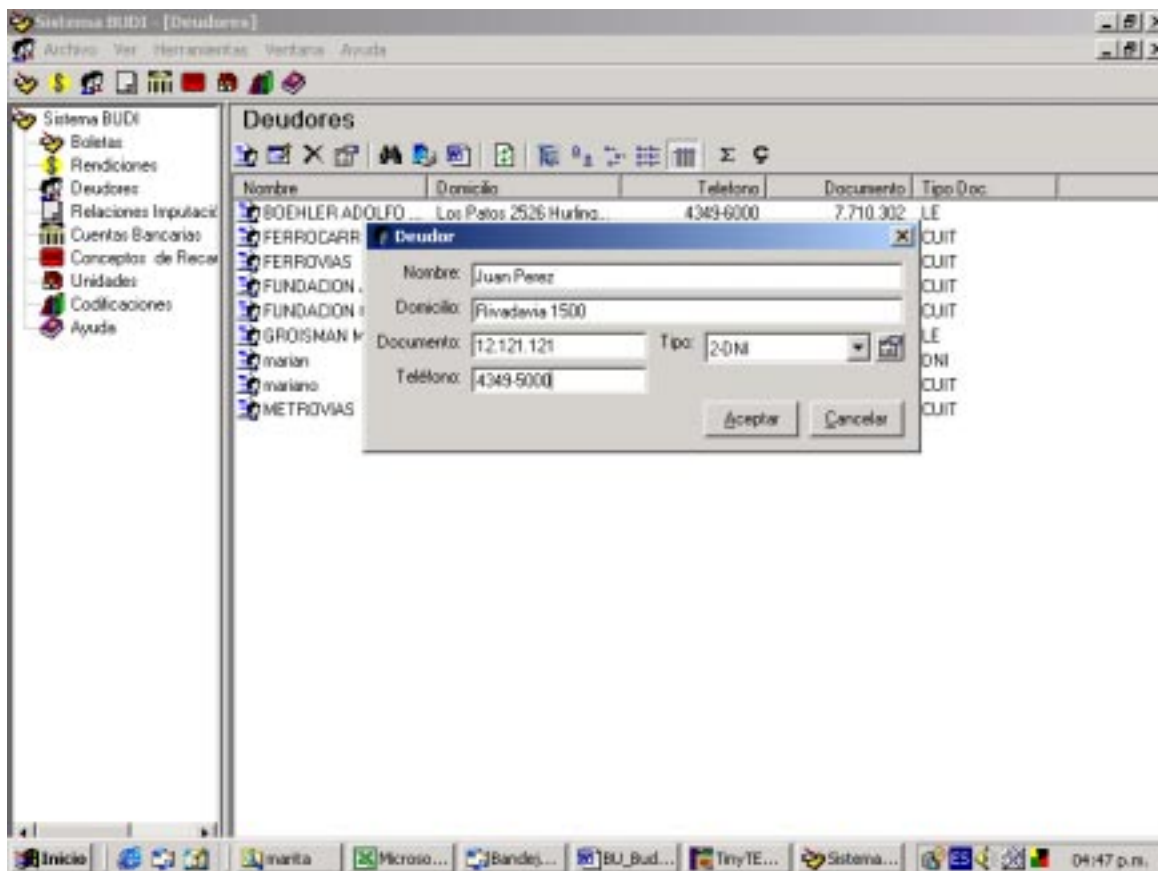 Sistema BUDI - [Deudores]
Archivo Ver Herramientas Ventana Ayuda
Sistema BUDI
Boletas
Rendiciones
Deudores
Relaciones Imputació
Cuentas Bancarias
Conceptos de Recau
Unidades
Codificaciones
Ayuda
Deudores
Nombre Domicilio Telefono Documento Tipo Doc.
BOEHLER ADOLFO ... Los Patos 2526 Hurling... 4349-6000 7.710.302 LE
FERROCARR CUIT
FERROVIAS CUIT
FUNDACION CUIT
FUNDACION CUIT
GROISMAN M LE
marian DNI
mariano CUIT
METROVIAS CUIT
Deudor
Nombre: Juan Perez
Domicilio: Rivadavia 1500
Documento: 12.121.121 Tipo: 2-DNI
Teléfono: 4349-5000
Aceptar Cancelar
Inicio marita Microso... Bandej... BU_Bud... TinyTE... Sistema... ES 04:47 p.m.